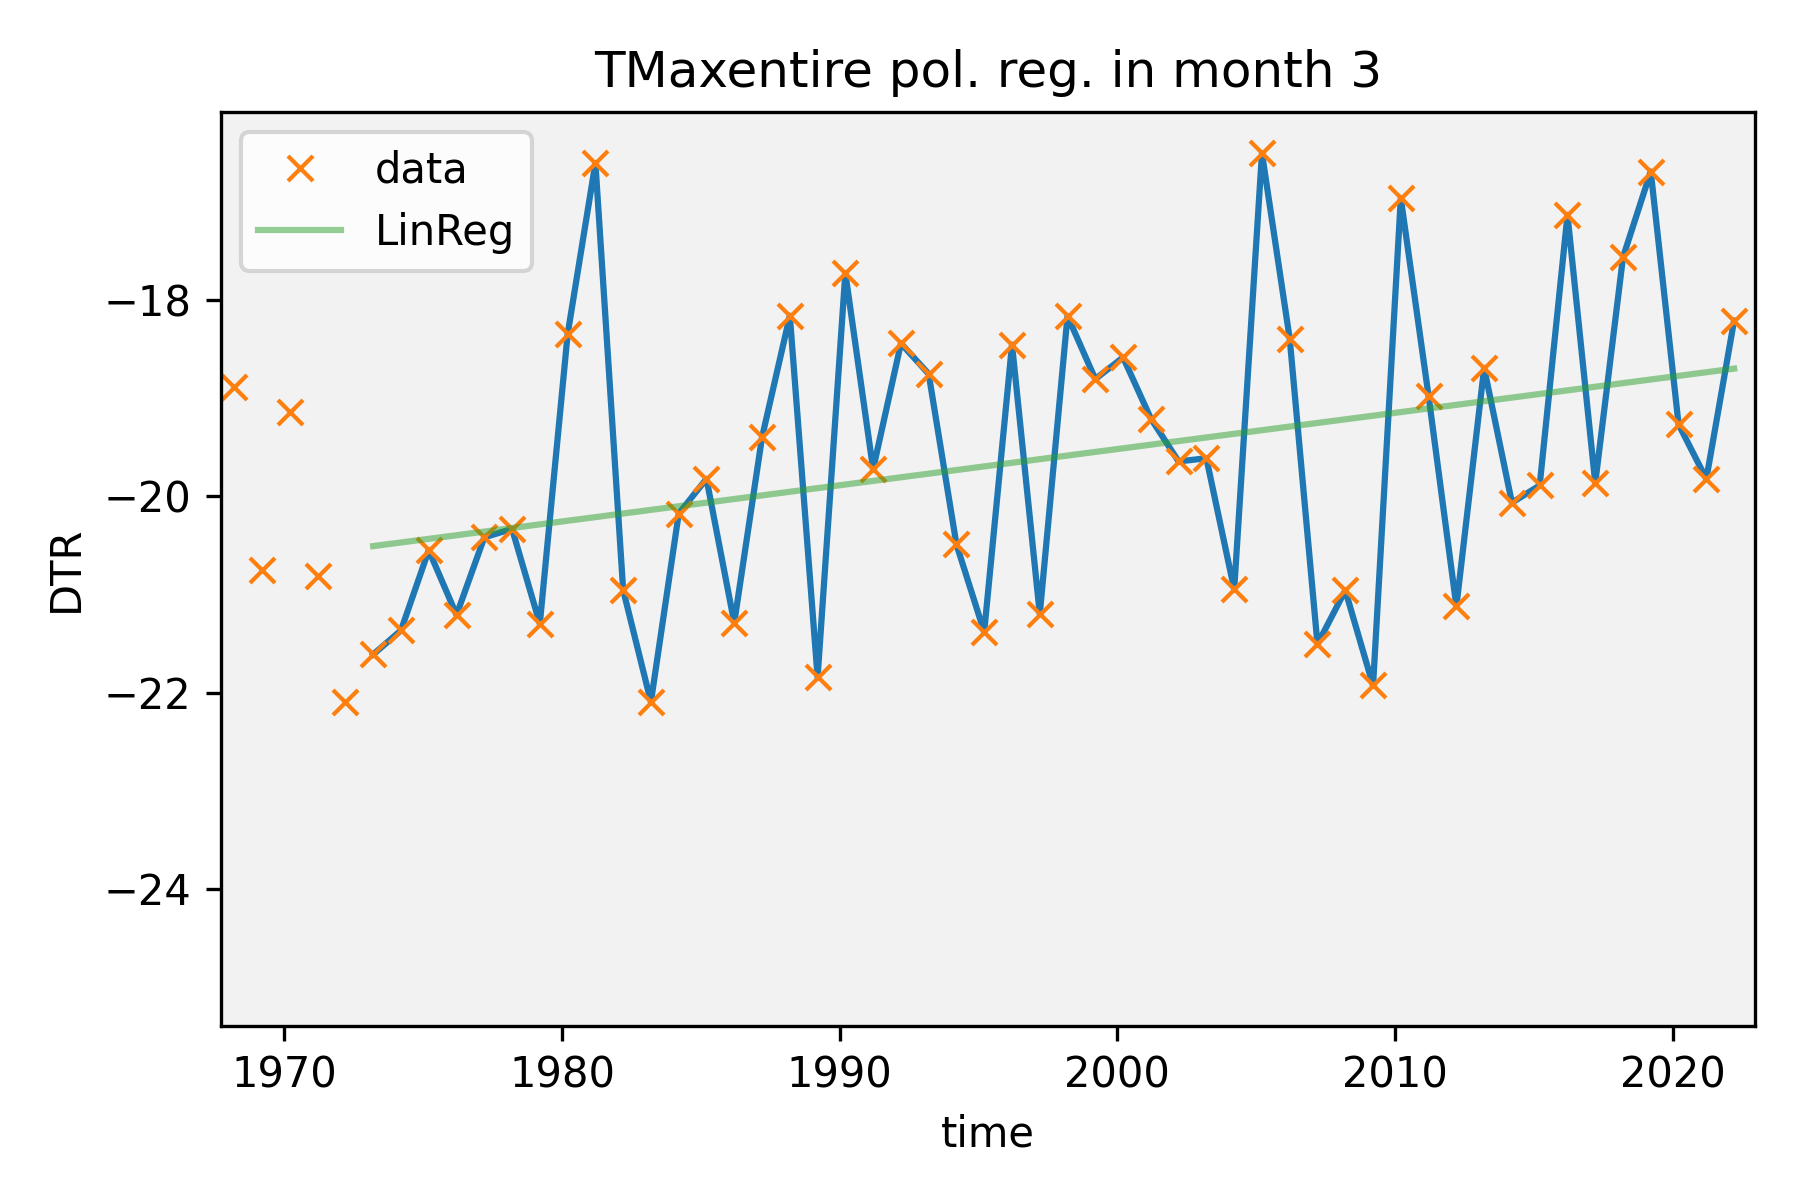 TMaxentire pol. reg. in month 3
data
LinReg
−18
−20
−22
−24
DTR
1970 1980 1990 2000 2010 2020
time